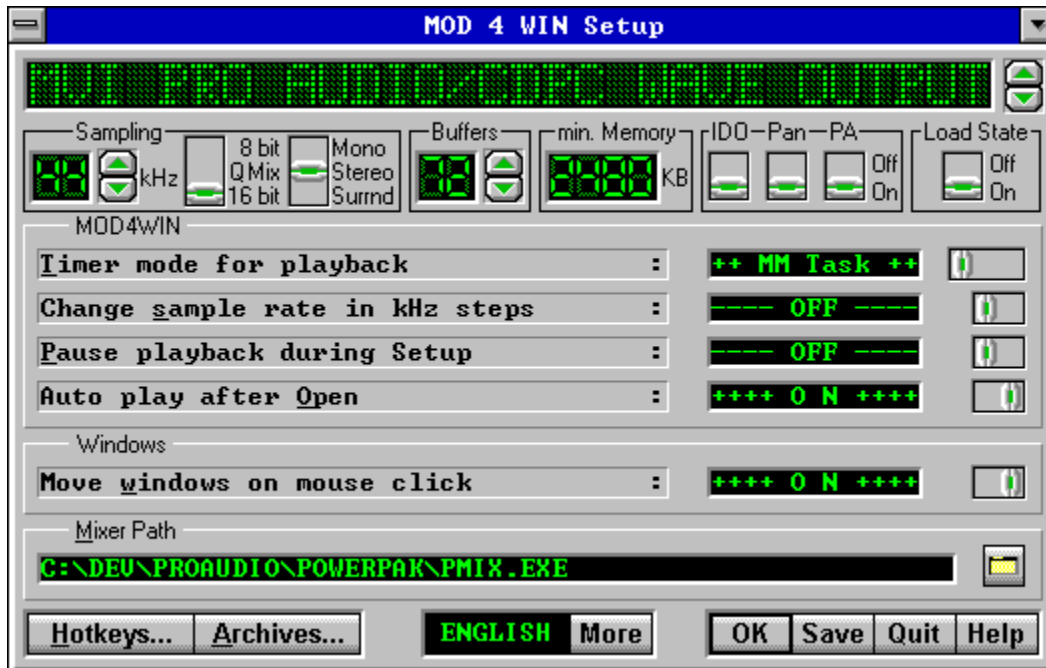 MOD 4 WIN Setup
MVI PRO AUDIO/CDPC WAVE OUTPUT
Sampling
44 kHz
8 bit
QMix
16 bit
Mono
Stereo
Surrnd
Buffers
min. Memory
KB
IDO Pan PA
Off
On
Load State
Off
On
MOD4WIN
Timer mode for playback : ++ MM Task ++
Change sample rate in kHz steps : ---- OFF ----
Pause playback during Setup : ---- OFF ----
Auto play after Open : ++++ O N ++++
Windows
Move windows on mouse click : ++++ O N ++++
Mixer Path
C:\DEV\PROAUDIO\POWERPAK\PMIX.EXE
Hotkeys... Archives... ENGLISH More OK Save Quit Help